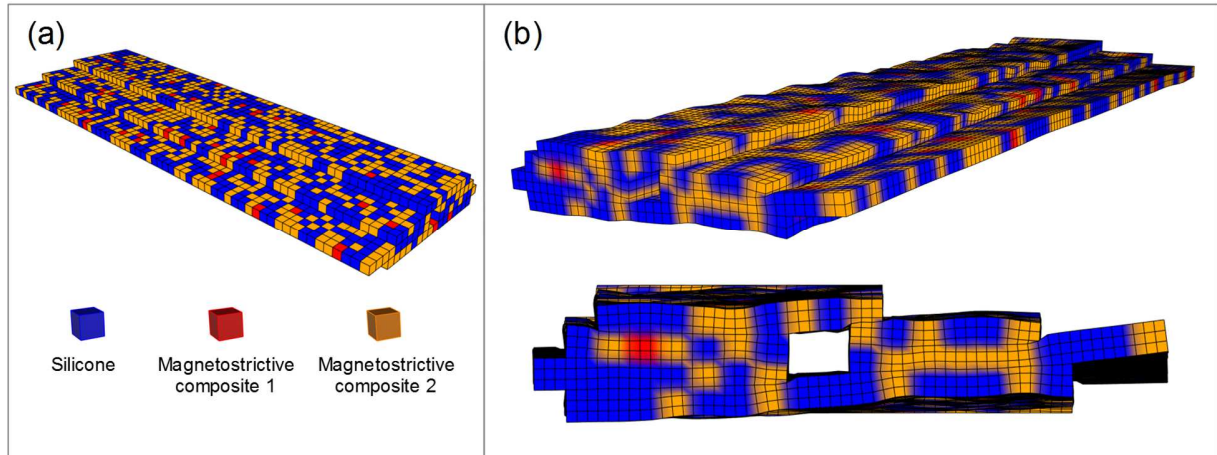 (a)
(b)
Silicone
Magnetostrictive
composite 1
Magnetostrictive
composite 2